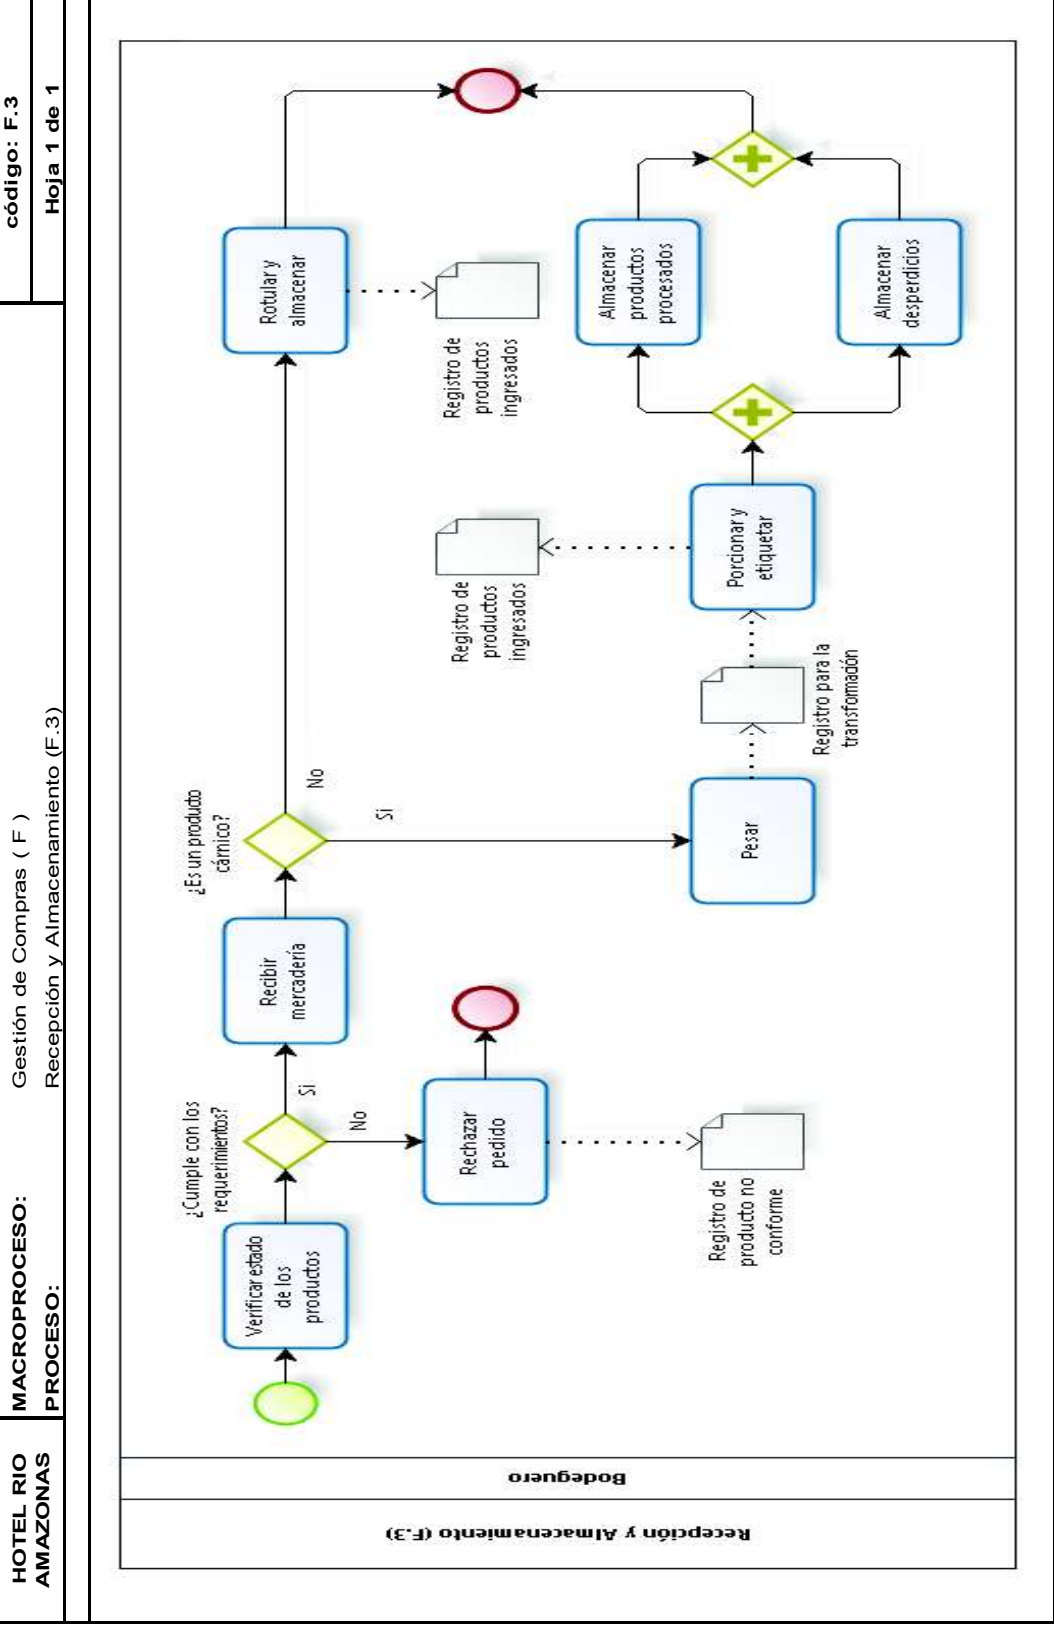 HOTEL RIO
AMAZONAS
MACROPROCESO:
Gestión de Compras ( F )
PROCESO:
Recepción y Almacenamiento (F.3)
código: F.3
Hoja 1 de 1
Recepción y Almacenamiento (F.3)
Bodeguero
Verificar estado
de los
productos
¿Cumple con los
requerimientos?
Si
No
Recibir
mercadería
Rechazar
pedido
Registro de
producto no
conforme
¿Es un producto
cárnico?
No
Si
Pesar
Registro para la
transformación
Porcionar y
etiquetar
Registro de
productos
ingresados
Rotular y
almacenar
Registro de
productos
ingresados
Almacenar
productos
procesados
Almacenar
desperdicios